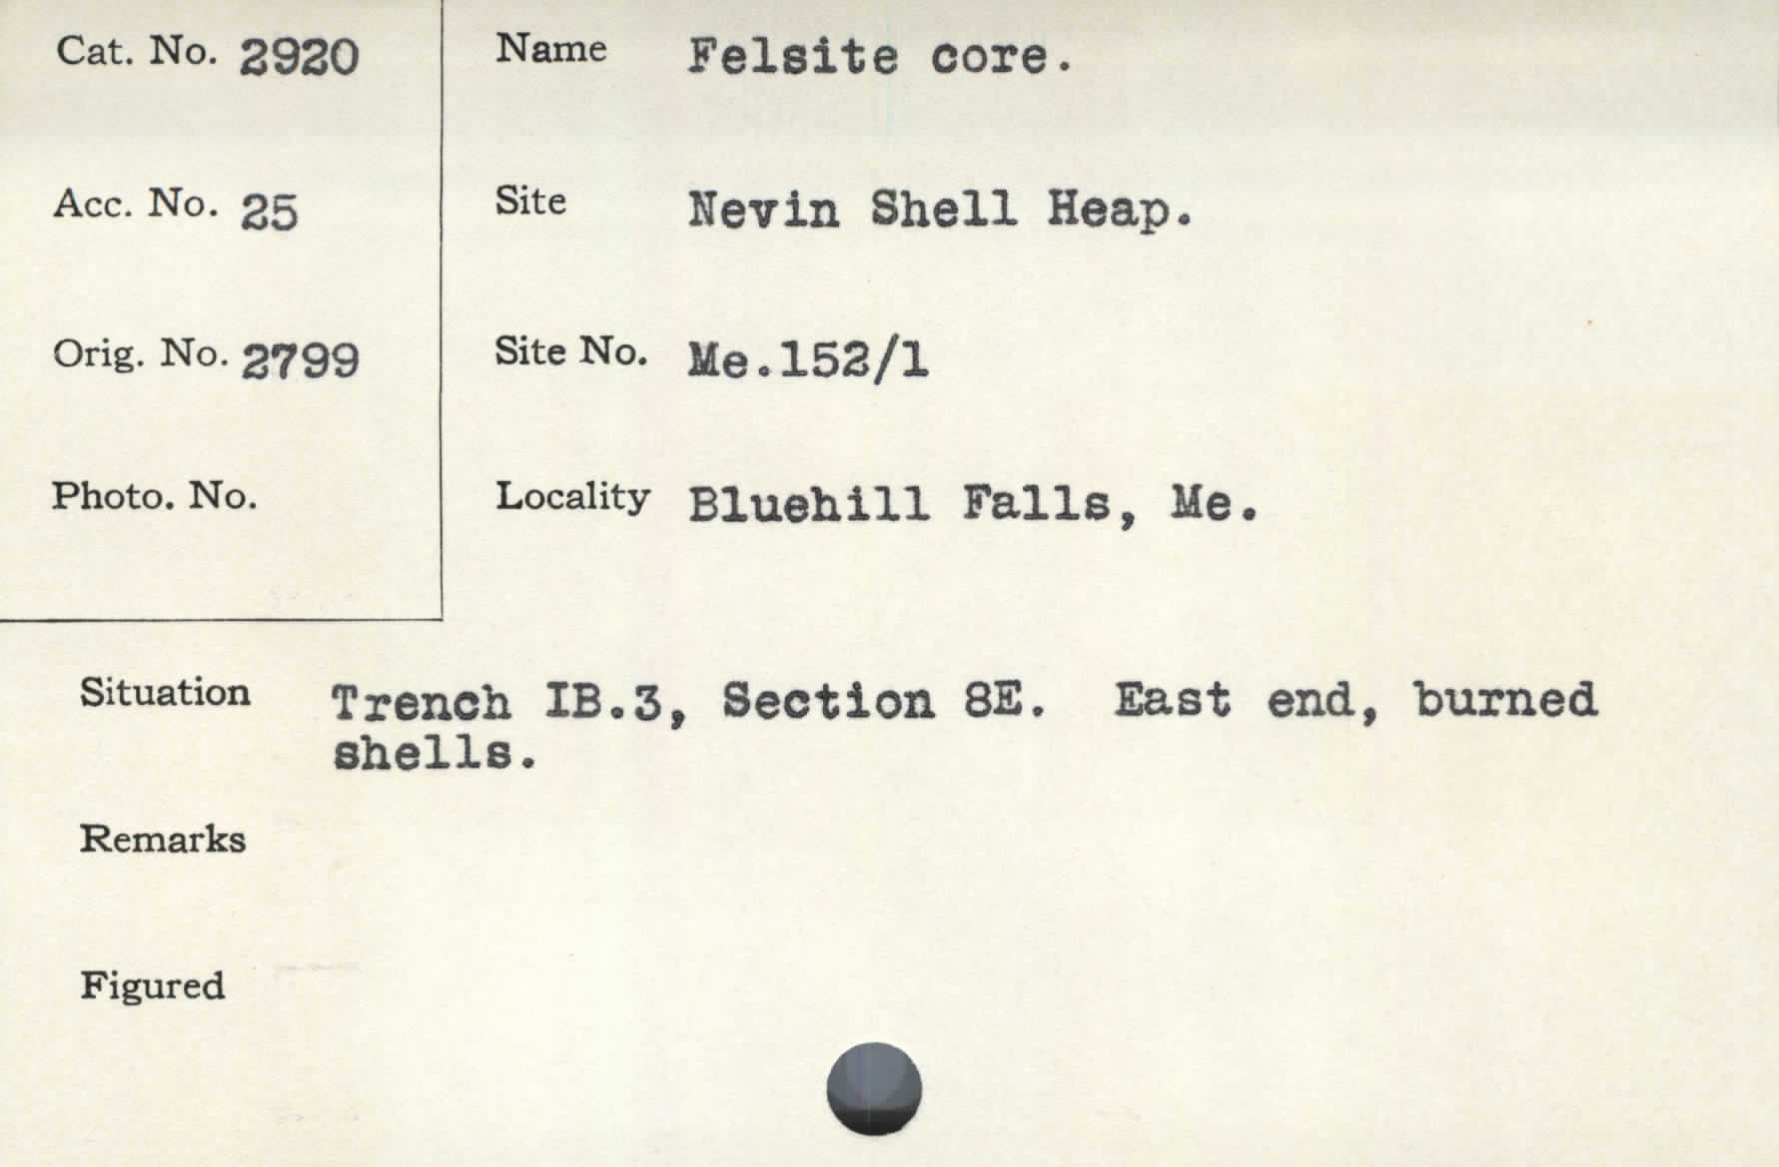 Cat. No. 2920
Acc. No. 25
Orig. No. 2799
Photo. No.
Name Felsite core.
Site Nevin Shell Heap.
Site No. Me.152/1
Locality Bluehill Falls, Me.
Situation Trench IB.3, Section 8E. East end, burned
shells.
Remarks
Figured